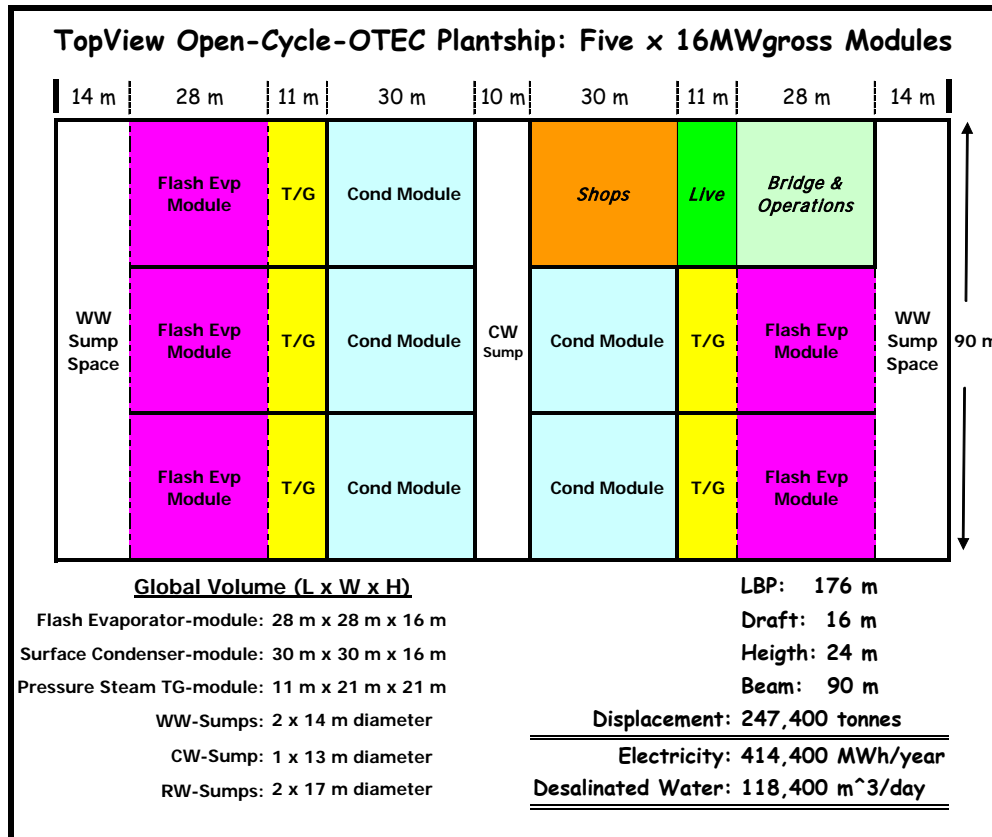 TopView Open-Cycle-OTEC Plantship: Five x 16MWgross Modules
14 m 28 m 11 m 30 m 10 m 30 m 11 m 28 m 14 m
Flash Evp
Module
T/G
Cond Module
Shops
Live
Bridge &
Operations
WW
Sump
Space
Flash Evp
Module
T/G
Cond Module
CW
Sump
Cond Module
T/G
Flash Evp
Module
WW
Sump
Space
90 m
Flash Evp
Module
T/G
Cond Module
Cond Module
T/G
Flash Evp
Module
Global Volume (L x W x H)
Flash Evaporator-module: 28 m x 28 m x 16 m
Surface Condenser-module: 30 m x 30 m x 16 m
Pressure Steam TG-module: 11 m x 21 m x 21 m
WW-Sumps: 2 x 14 m diameter
CW-Sump: 1 x 13 m diameter
RW-Sumps: 2 x 17 m diameter
LBP: 176 m
Draft: 16 m
Heigth: 24 m
Beam: 90 m
Displacement: 247,400 tonnes
Electricity: 414,400 MWh/year
Desalinated Water: 118,400 m^3/day